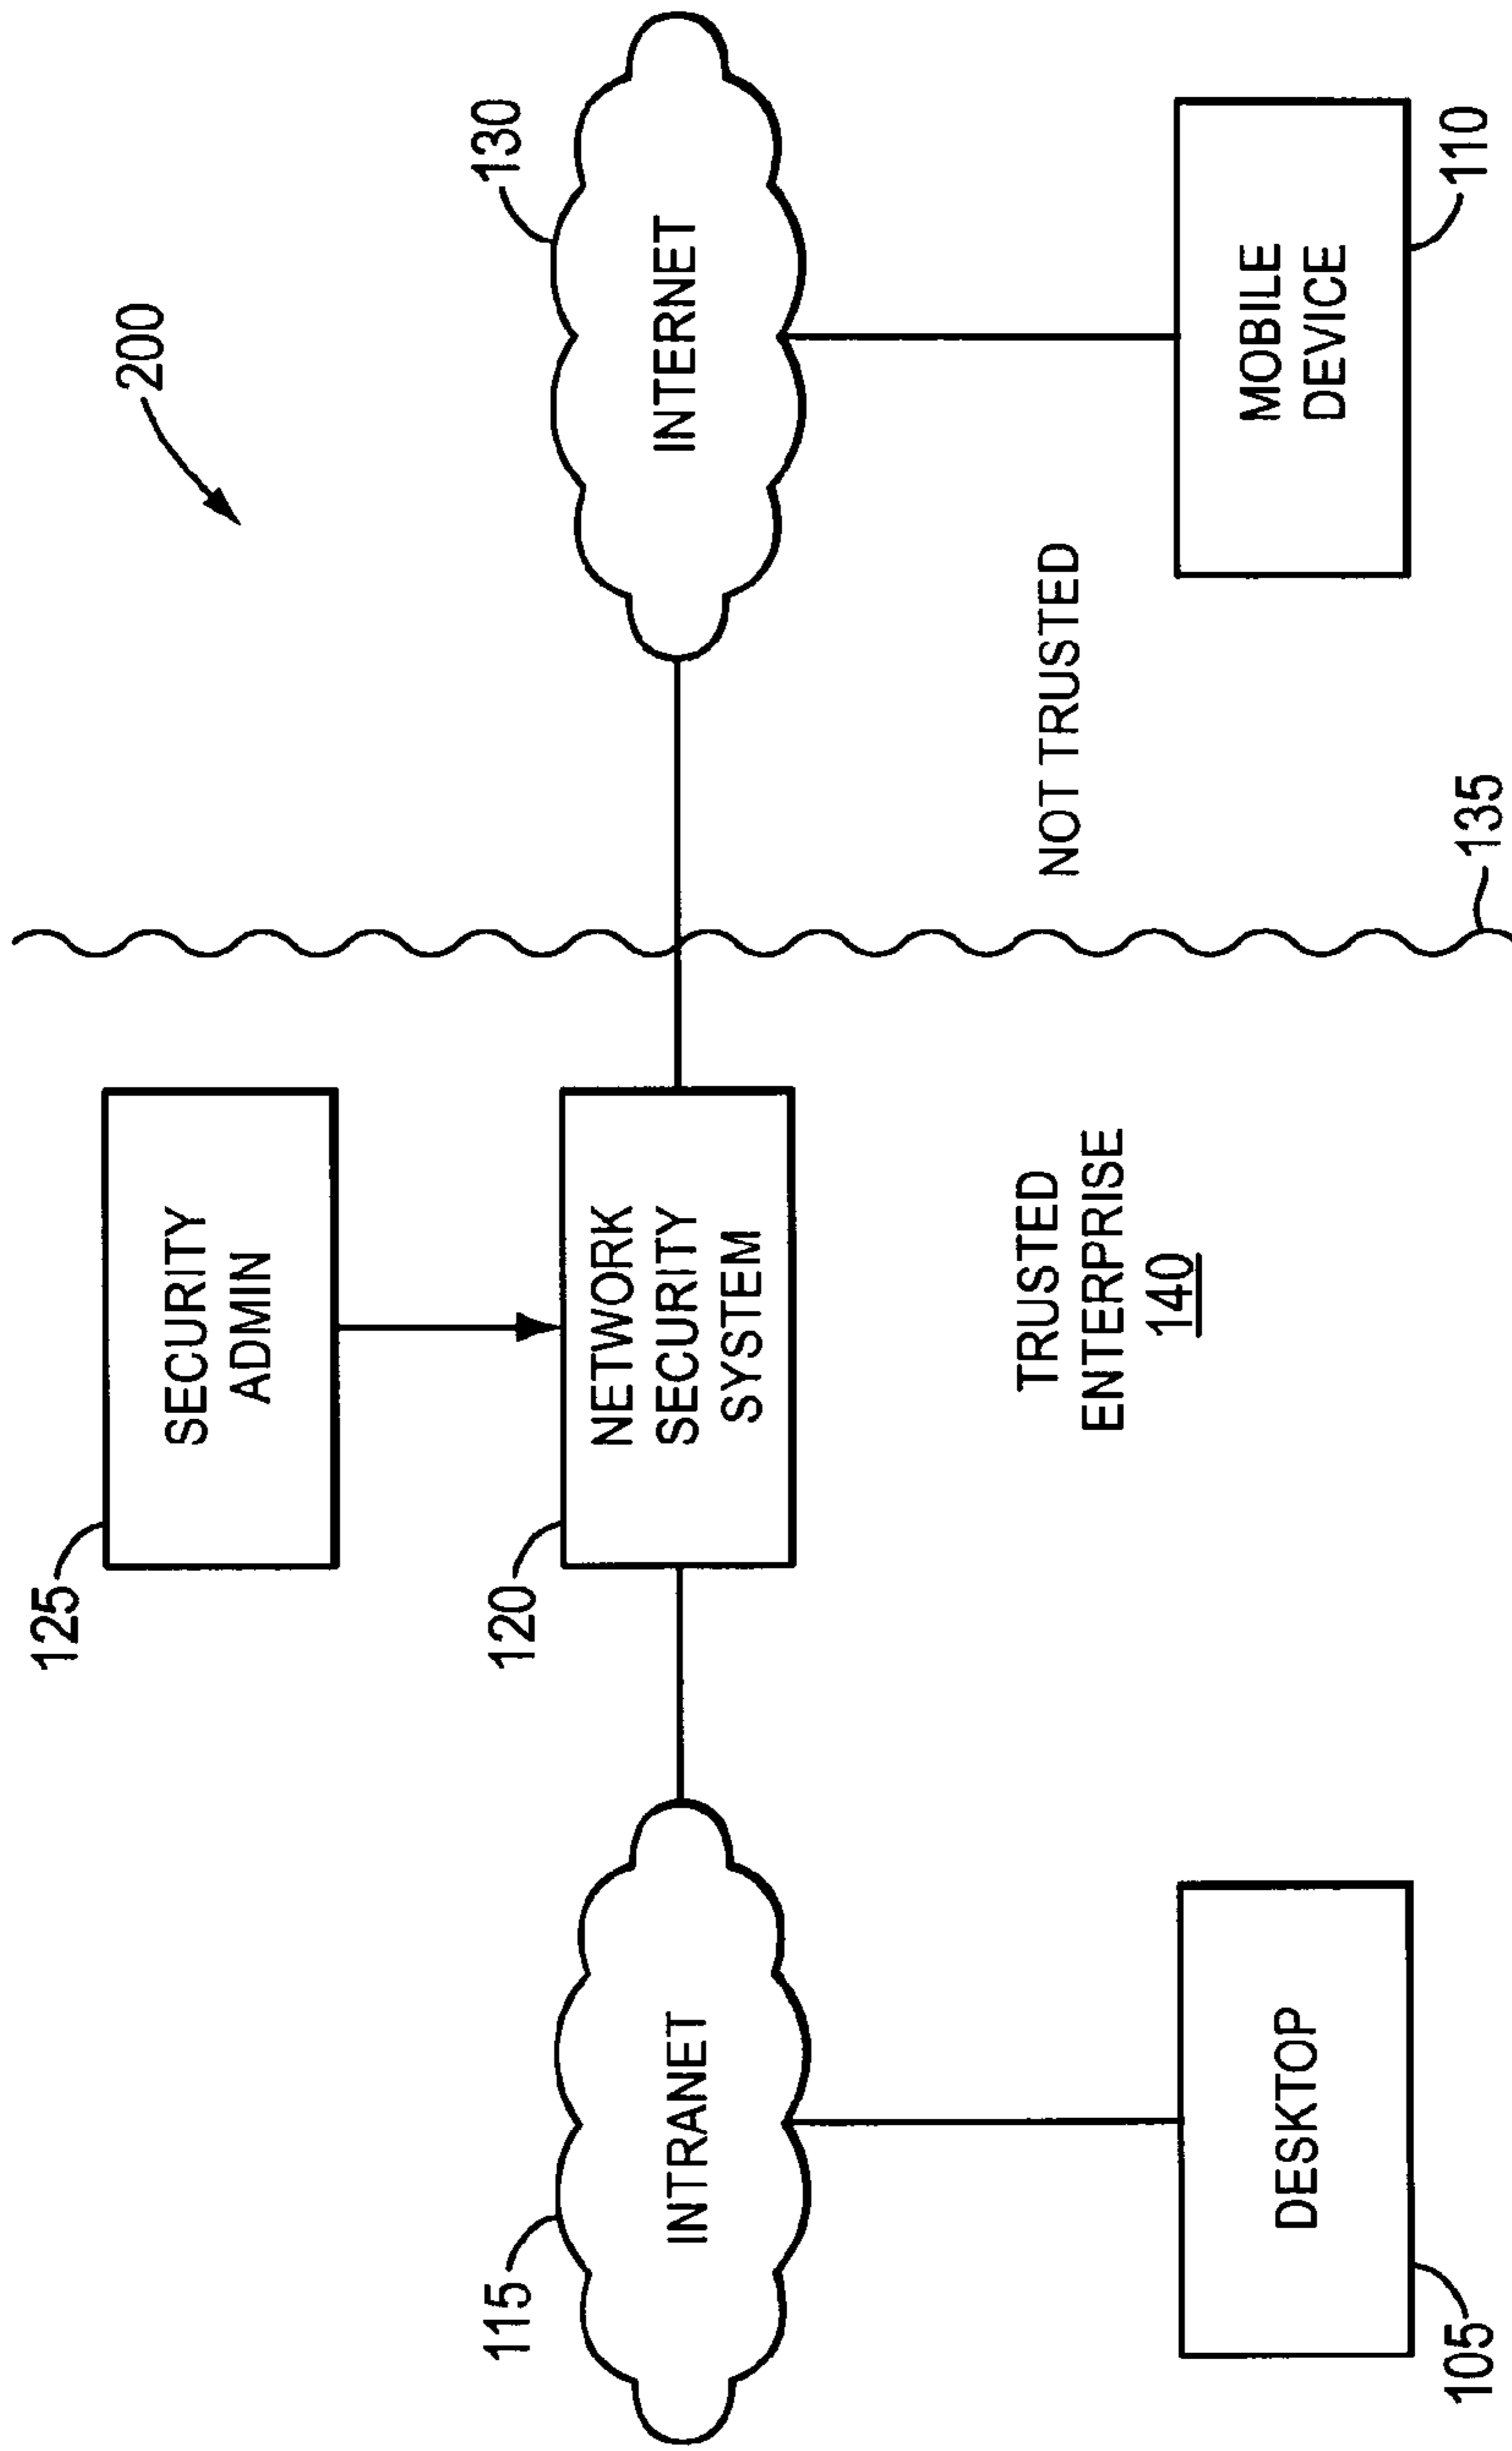 200
125
SECURITY
ADMIN
115
INTRANET
120
NETWORK
SECURITY
SYSTEM
130
INTERNET
TRUSTED
ENTERPRISE
140
NOT TRUSTED
DESKTOP
105
MOBILE
DEVICE
110
135